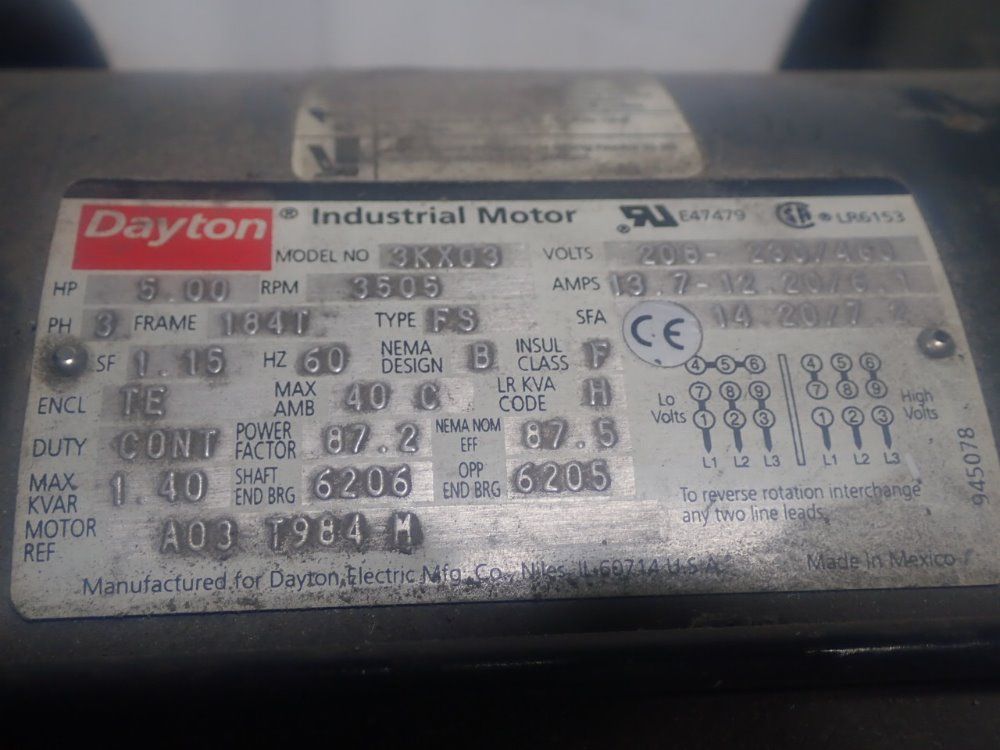 Dayton ® Industrial Motor ® RU E47479 SA ® LR6153
MODEL NO 3KX03 VOLTS 208- 230/460
HP 5.00 RPM 3505 AMPS 13.7-12.20/6.1
PH 3 FRAME 184T TYPE FS SFA 14.20/7.2
CE
SF 1.15 HZ 60 NEMA DESIGN B INSUL CLASS F
ENCL TE MAX AMB 40 C LR KVA CODE H
DUTY CONT POWER FACTOR 87.2 NEMA NOM EFF 87.5
MAX. KVAR 1.40 SHAFT END BRG 6206 OPP END BRG 6205
MOTOR REF A03 T984 M
4 5 6
7 8 9
Lo Volts
1 2 3
L1 L2 L3
4 5 6
7 8 9
High Volts
1 2 3
L1 L2 L3
To reverse rotation interchange
any two line leads.
945078
Manufactured for Dayton Electric Mfg. Co., Niles, IL 60714 U.S.A.
Made in Mexico